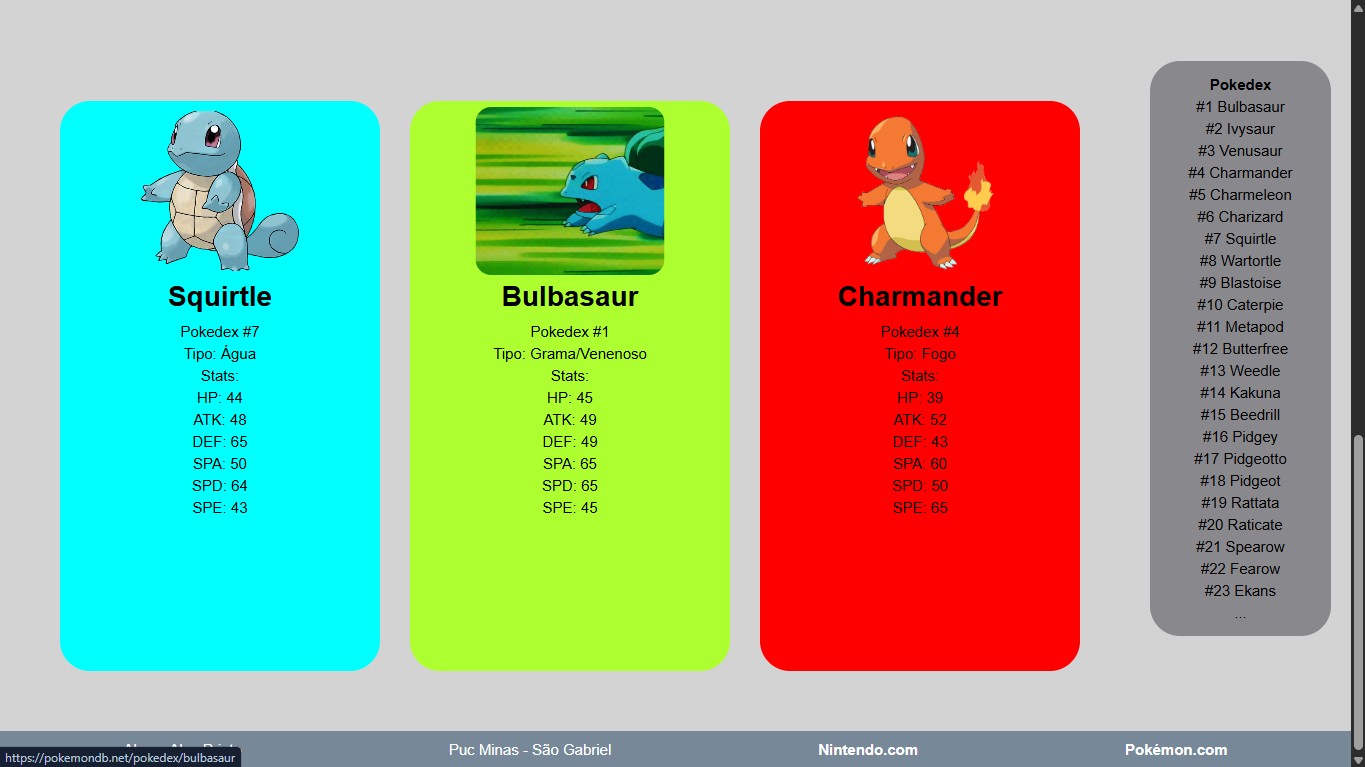 Squirtle
Pokedex #7
Tipo: Água
Stats:
HP: 44
ATK: 48
DEF: 65
SPA: 50
SPD: 64
SPE: 43
Bulbasaur
Pokedex #1
Tipo: Grama/Venenoso
Stats:
HP: 45
ATK: 49
DEF: 49
SPA: 65
SPD: 65
SPE: 45
Charmander
Pokedex #4
Tipo: Fogo
Stats:
HP: 39
ATK: 52
DEF: 43
SPA: 60
SPD: 50
SPE: 65
Pokedex
#1 Bulbasaur
#2 Ivysaur
#3 Venusaur
#4 Charmander
#5 Charmeleon
#6 Charizard
#7 Squirtle
#8 Wartortle
#9 Blastoise
#10 Caterpie
#11 Metapod
#12 Butterfree
#13 Weedle
#14 Kakuna
#15 Beedrill
#16 Pidgey
#17 Pidgeotto
#18 Pidgeot
#19 Rattata
#20 Raticate
#21 Spearow
#22 Fearow
#23 Ekans
...
Puc Minas - São Gabriel
Nintendo.com
Pokémon.com
https://pokemondb.net/pokedex/bulbasaur